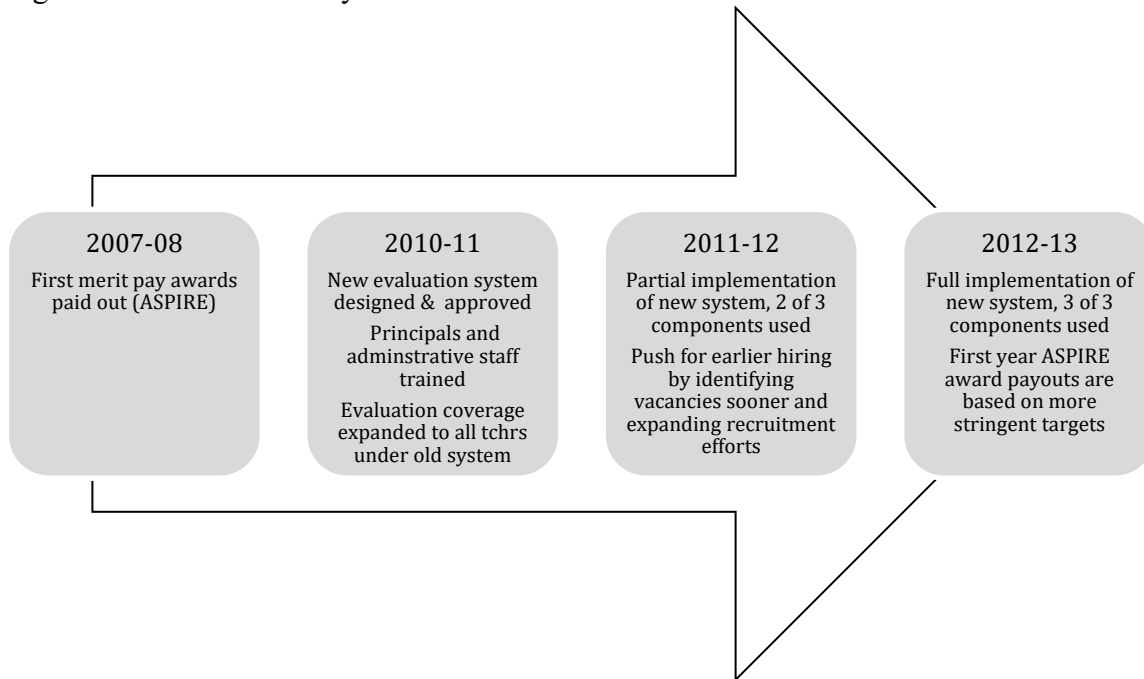 2007-08
First merit pay awards
paid out (ASPIRE)
2010-11
New evaluation system
designed & approved
Principals and
adminstrative staff
trained
Evaluation coverage
expanded to all tchrs
under old system
2011-12
Partial implementation
of new system, 2 of 3
components used
Push for earlier hiring
by identifying
vacancies sooner and
expanding recruitment
efforts
2012-13
Full implementation of
new system, 3 of 3
components used
First year ASPIRE
award payouts are
based on more
stringent targets